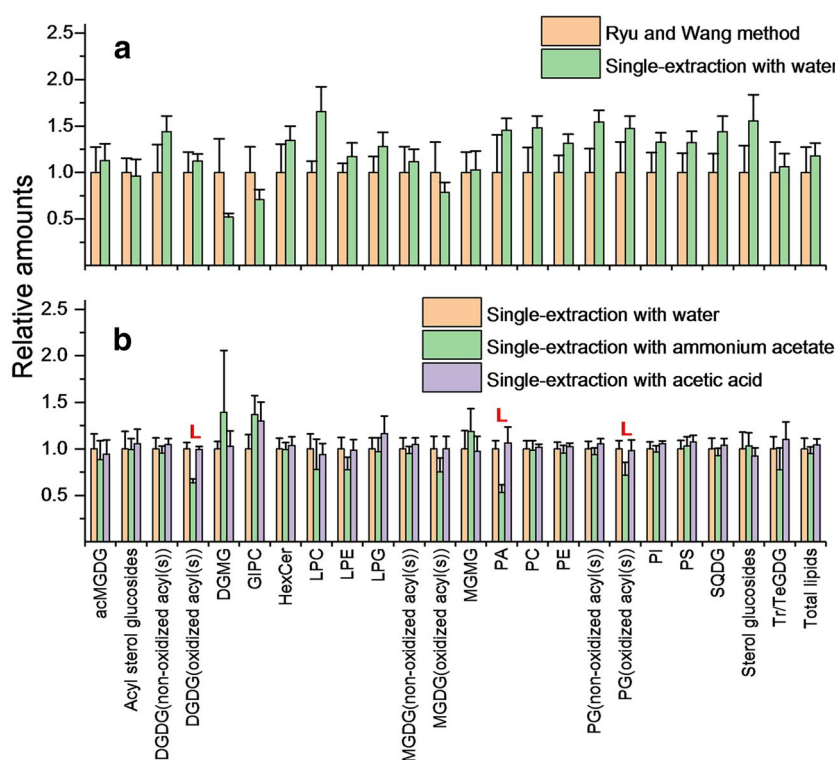 a
Ryu and Wang method
Single-extraction with water
2.5
2.0
1.5
1.0
0.5
Relative amounts
b
Single-extraction with water
Single-extraction with ammonium acetate
Single-extraction with acetic acid
2.5
2.0
1.5
1.0
0.5
L
L
L
acMGDG
Acyl sterol glucosides
DGDG(non-oxidized acyl(s))
DGDG(oxidized acyl(s))
DGMG
GIPC
HexCer
LPC
LPE
LPG
MGDG(non-oxidized acyl(s))
MGDG(oxidized acyl(s))
MGMG
PA
PC
PE
PG(non-oxidized acyl(s))
PG(oxidized acyl(s))
PI
PS
SQDG
Sterol glucosides
Tr/TeGDG
Total lipids